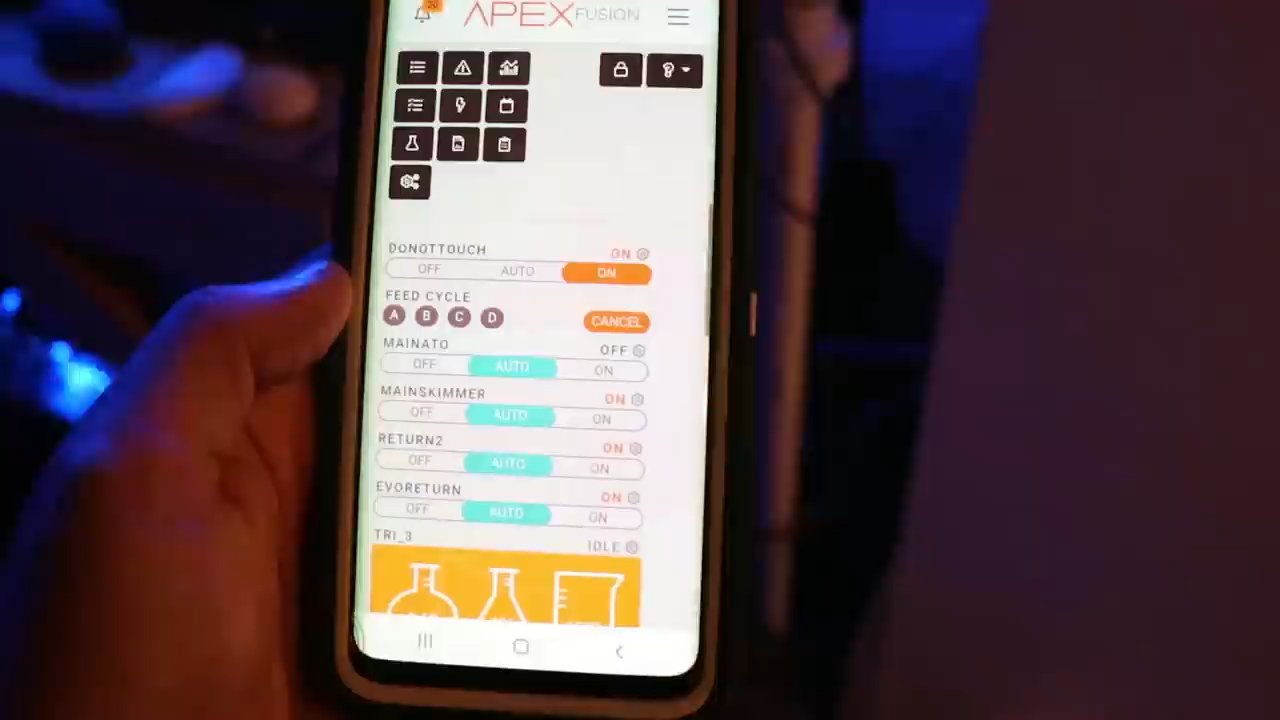 APEX FUSION
DONOTTOUCH ON
OFF AUTO ON
FEED CYCLE
A B C D CANCEL
MAINATO OFF
OFF AUTO ON
MAINSKIMMER ON
OFF AUTO ON
RETURN2 ON
OFF AUTO ON
EVORETURN ON
OFF AUTO ON
TRI_3 IDLE